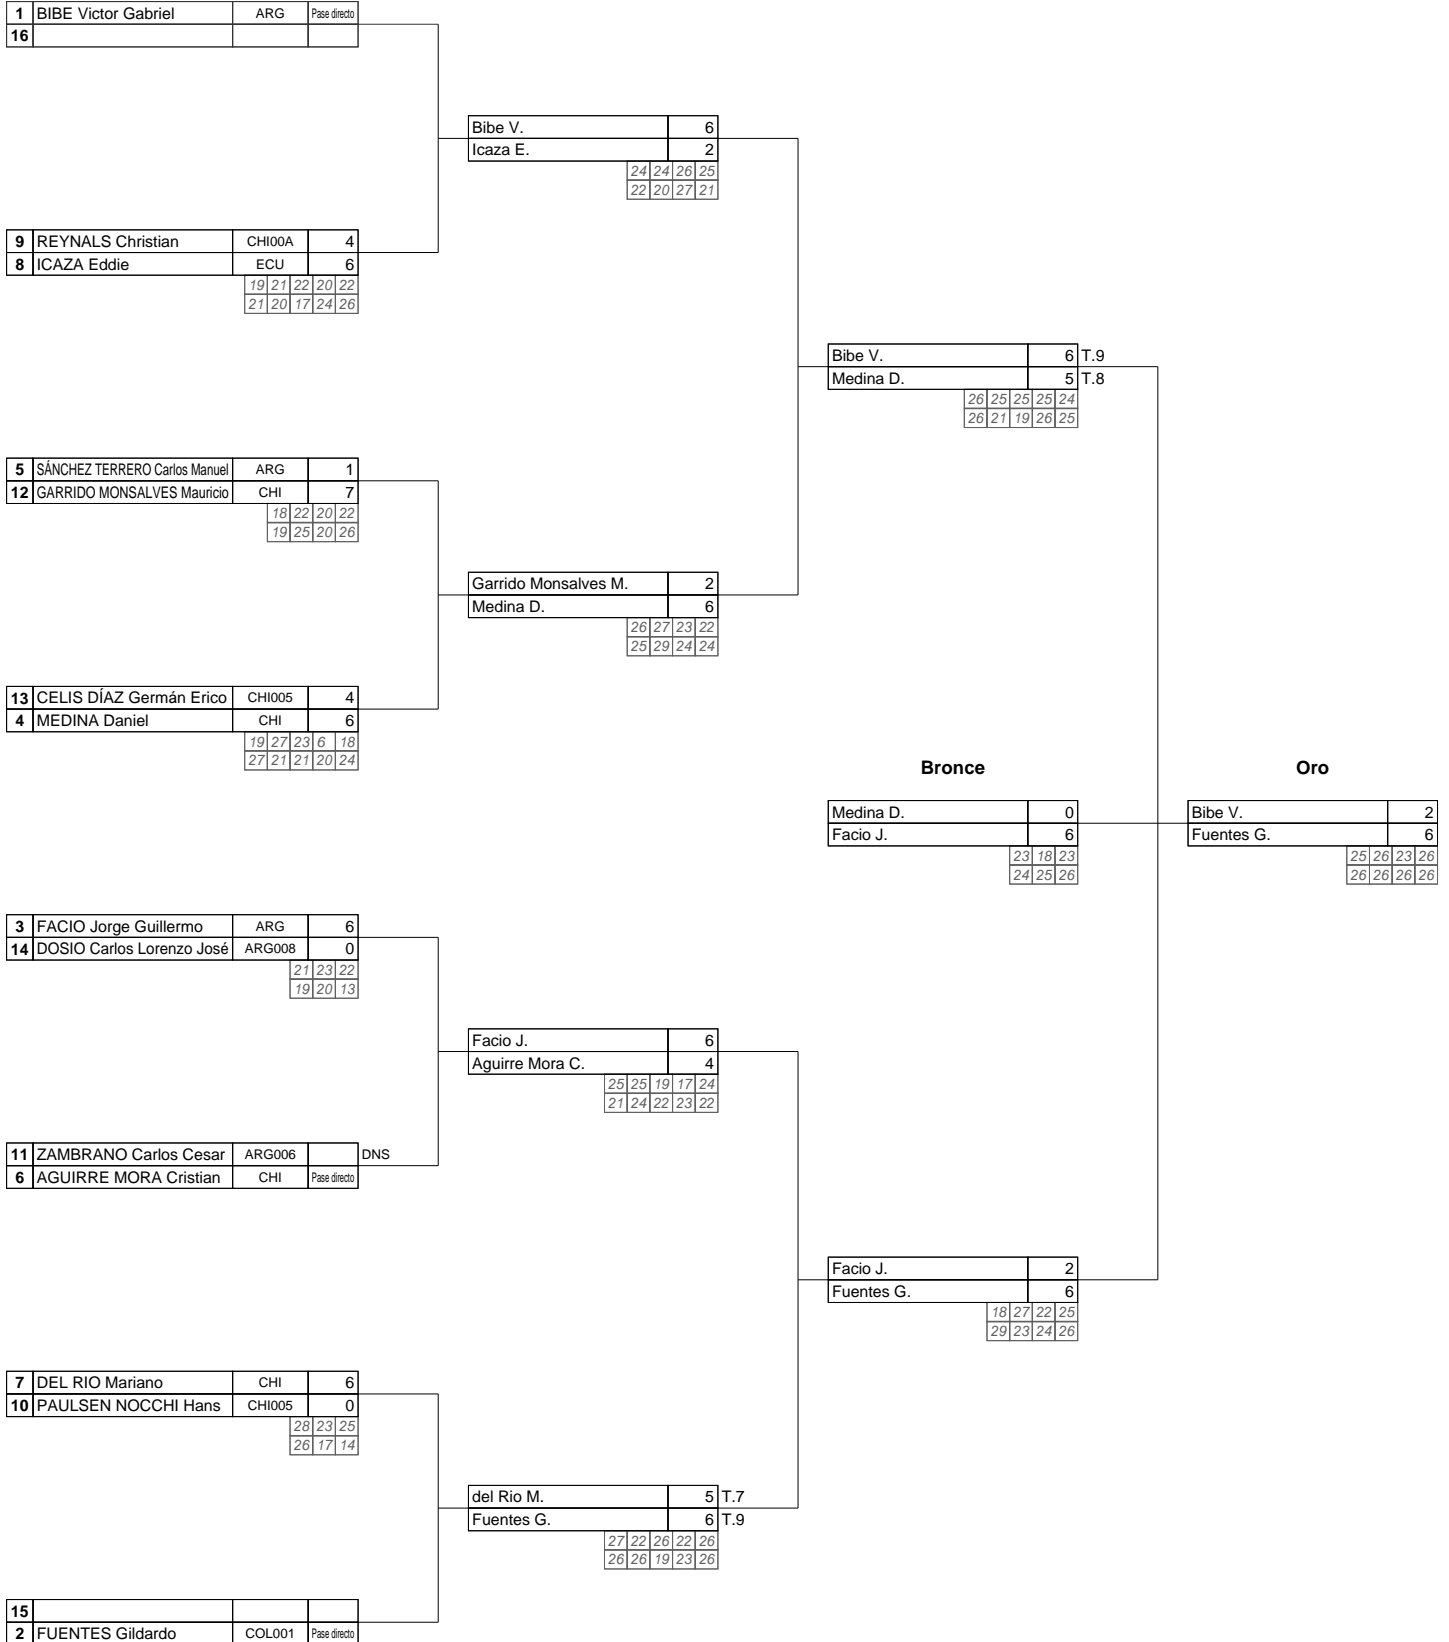 1 BIBE Victor Gabriel ARG Pase directo
16
Bibe V. 6
Icaza E. 2
24 24 26 25
22 20 27 21
9 REYNALS Christian CHI00A 4
8 ICAZA Eddie ECU 6
19 21 22 20 22
21 20 17 24 26
Bibe V. 6 T.9
Medina D. 5 T.8
26 25 25 25 24
26 21 19 26 25
5 SÁNCHEZ TERRERO Carlos Manuel ARG 1
12 GARRIDO MONSALVES Mauricio CHI 7
18 22 20 22
19 25 20 26
Garrido Monsalves M. 2
Medina D. 6
26 27 23 22
25 29 24 24
13 CELIS DÍAZ Germán Erico CHI005 4
4 MEDINA Daniel CHI 6
19 27 23 6 18
27 21 21 20 24
Bronce
Oro
Medina D. 0
Facio J. 6
23 18 23
24 25 26
Bibe V. 2
Fuentes G. 6
25 26 23 26
26 26 26 26
3 FACIO Jorge Guillermo ARG 6
14 DOSIO Carlos Lorenzo José ARG008 0
21 23 22
19 20 13
Facio J. 6
Aguirre Mora C. 4
25 25 19 17 24
21 24 22 23 22
11 ZAMBRANO Carlos Cesar ARG006 DNS
6 AGUIRRE MORA Cristian CHI Pase directo
Facio J. 2
Fuentes G. 6
18 27 22 25
29 23 24 26
7 DEL RIO Mariano CHI 6
10 PAULSEN NOCCHI Hans CHI005 0
28 23 25
26 17 14
del Rio M. 5 T.7
Fuentes G. 6 T.9
27 22 26 22 26
26 26 19 23 26
15
2 FUENTES Gildardo COL001 Pase directo